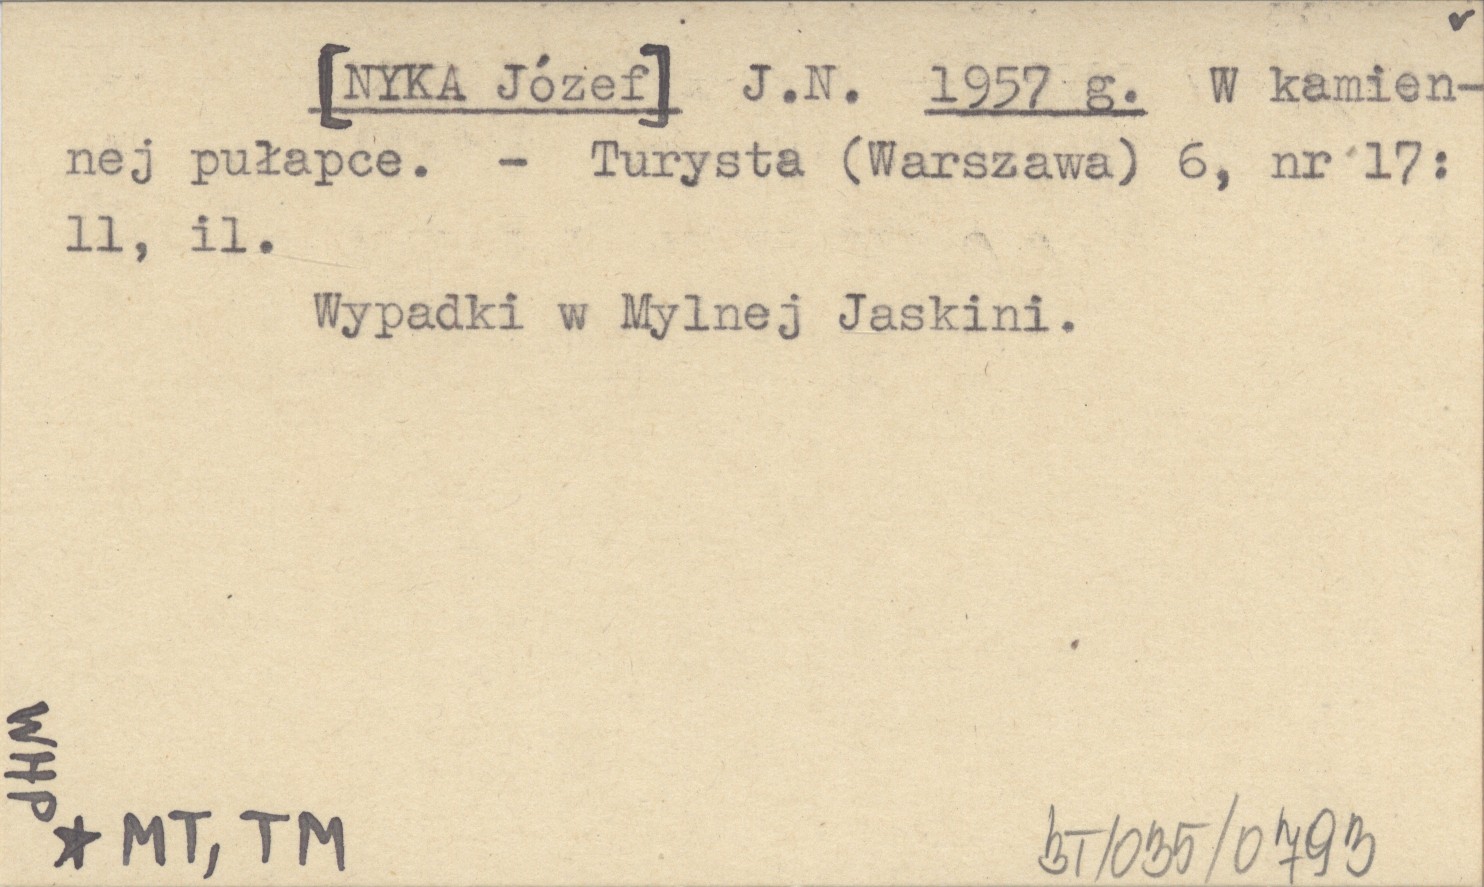 [NYKA Józef] J.N. 1957 g. W kamien-
nej pułapce. - Turysta (Warszawa) 6, nr 17:
11, il.
Wypadki w Mylnej Jaskini.
WHP
* MT, TM
BT/035/0793